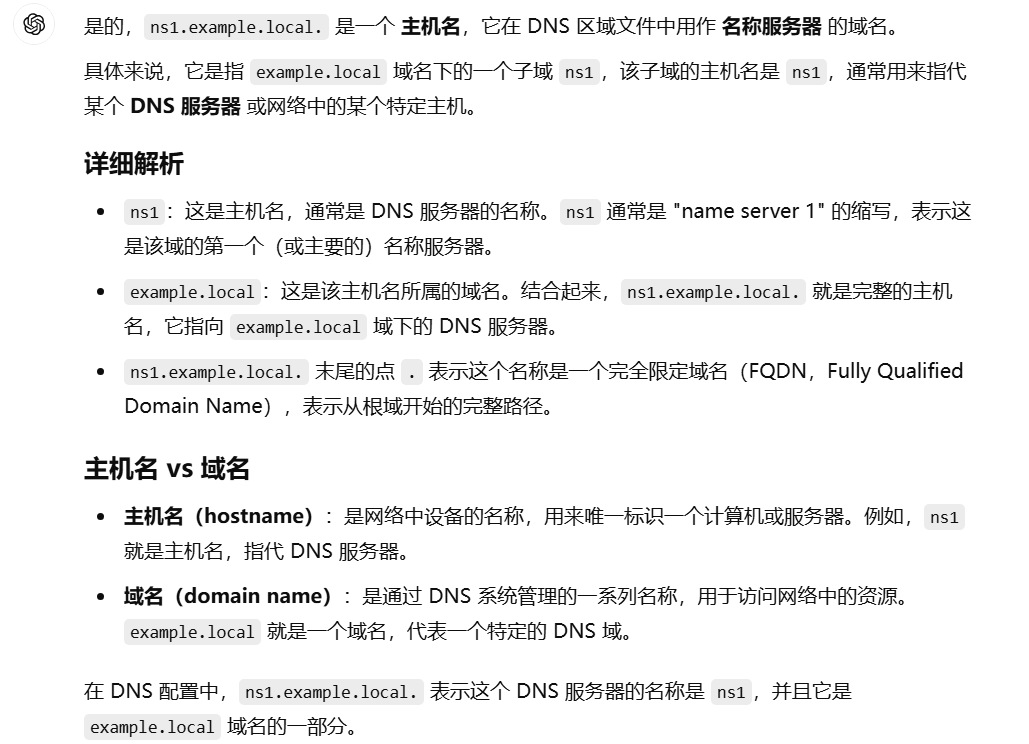 是的，ns1.example.local. 是一个 主机名，它在 DNS 区域文件中用作 名称服务器 的域名。
具体来说，它是指 example.local 域名下的一个子域 ns1，该子域的主机名是 ns1，通常用来指代
某个 DNS 服务器 或网络中的某个特定主机。
详细解析
• ns1：这是主机名，通常是 DNS 服务器的名称。ns1 通常是 "name server 1" 的缩写，表示这
是该域的第一个（或主要的）名称服务器。
• example.local：这是该主机名所属的域名。结合起来，ns1.example.local. 就是完整的主机
名，它指向 example.local 域下的 DNS 服务器。
• ns1.example.local. 末尾的点 . 表示这个名称是一个完全限定域名（FQDN，Fully Qualified
Domain Name），表示从根域开始的完整路径。
主机名 vs 域名
• 主机名（hostname）：是网络中设备的名称，用来唯一标识一个计算机或服务器。例如，ns1
就是主机名，指代 DNS 服务器。
• 域名（domain name）：是通过 DNS 系统管理的一系列名称，用于访问网络中的资源。
example.local 就是一个域名，代表一个特定的 DNS 域。
在 DNS 配置中，ns1.example.local. 表示这个 DNS 服务器的名称是 ns1，并且它是
example.local 域名的一部分。